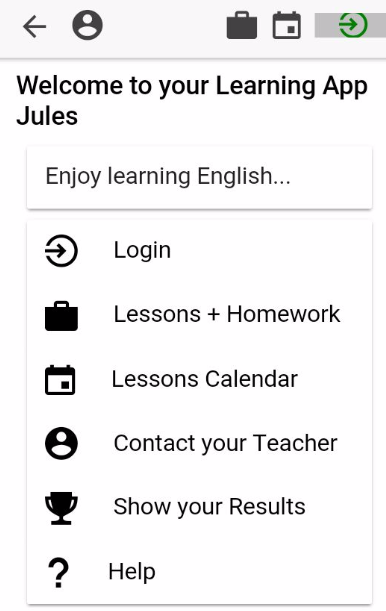 Welcome to your Learning App
Jules
Enjoy learning English...
Login
Lessons + Homework
Lessons Calendar
Contact your Teacher
Show your Results
Help